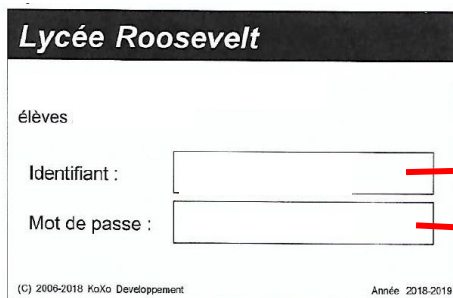 Lycée Roosevelt
élèves
Identifiant :
Mot de passe :
(C) 2006-2018 KoXo Developpement
Année 2018-2019